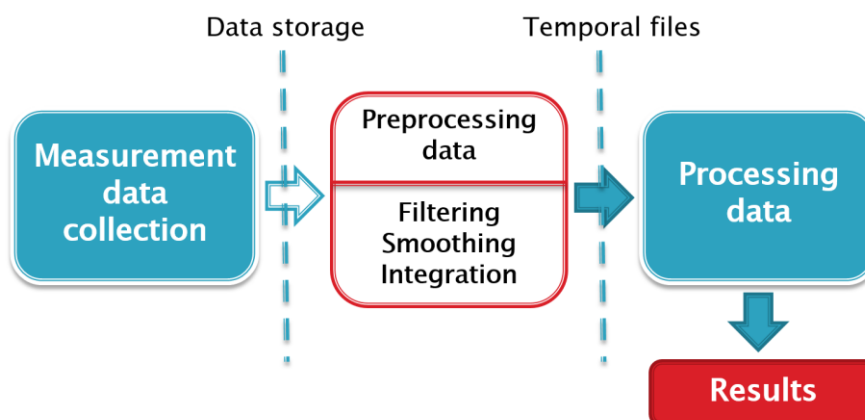 Data storage
Temporal files
Measurement
data
collection
Preprocessing
data
Filtering
Smoothing
Integration
Processing
data
Results